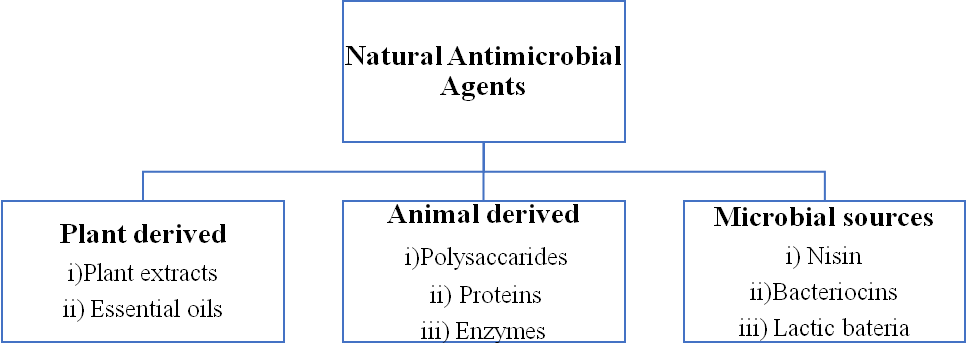 Natural Antimicrobial
Agents
Plant derived
i)Plant extracts
ii) Essential oils
Animal derived
i)Polysaccarides
ii) Proteins
iii) Enzymes
Microbial sources
i) Nisin
ii)Bacteriocins
iii) Lactic bateria